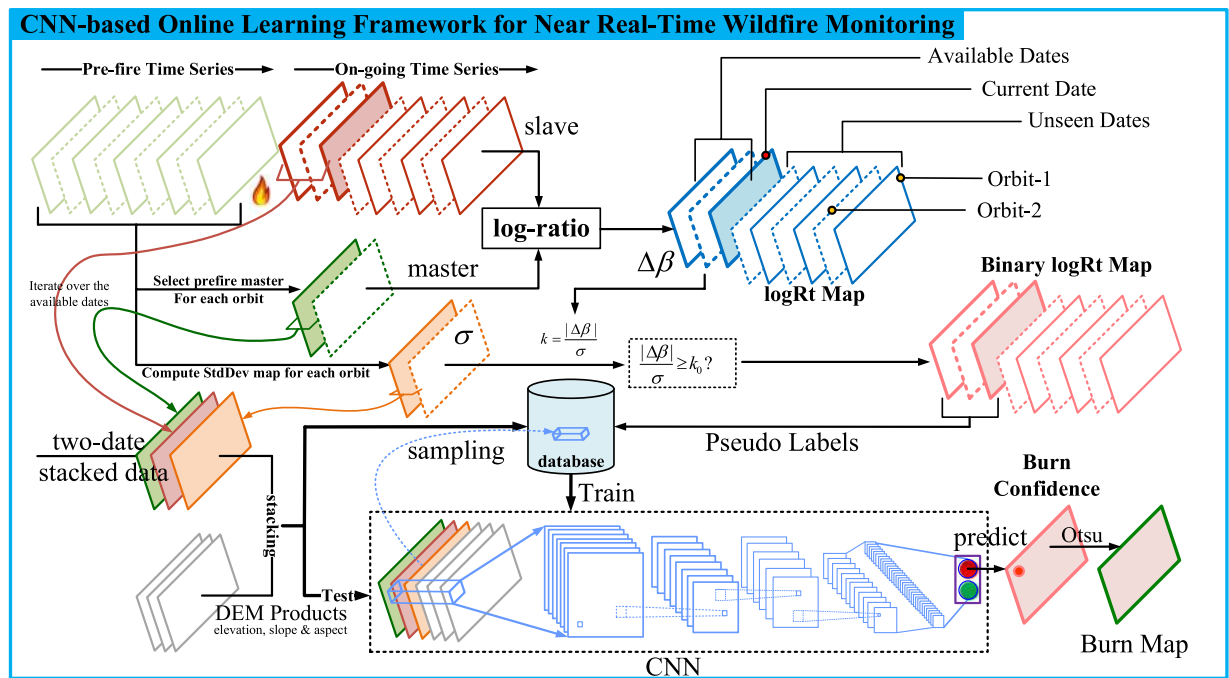 CNN-based Online Learning Framework for Near Real-Time Wildfire Monitoring
Pre-fire Time Series
On-going Time Series
Available Dates
Current Date
Unseen Dates
Orbit-1
Orbit-2
slave
log-ratio
master
Δβ
logRt Map
Binary logRt Map
Iterate over the
available dates
Select prefire master
For each orbit
σ
Compute StdDev map for each orbit
k = |Δβ| / σ
|Δβ| / σ ≥ k₀ ?
two-date
stacked data
stacking
sampling
database
Pseudo Labels
Train
Test
DEM Products
elevation, slope & aspect
CNN
predict
Burn
Confidence
Otsu
Burn Map